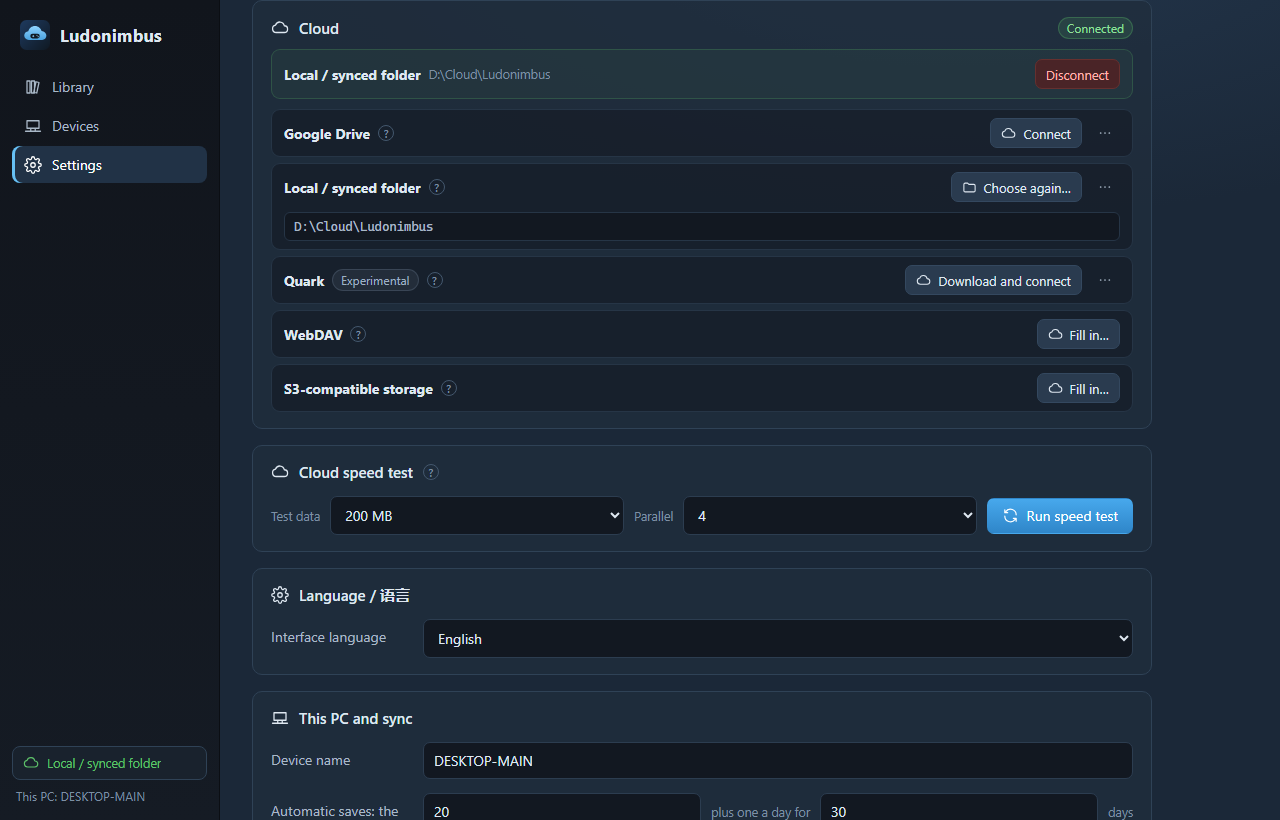 Ludonimbus
Library
Devices
Settings
Local / synced folder
This PC: DESKTOP-MAIN
Cloud
Connected
Local / synced folder D:\Cloud\Ludonimbus
Disconnect
Google Drive ?
Connect ...
Local / synced folder ?
Choose again... ...
D:\Cloud\Ludonimbus
Quark Experimental ?
Download and connect ...
WebDAV ?
Fill in...
S3-compatible storage ?
Fill in...
Cloud speed test ?
Test data 200 MB Parallel 4 Run speed test
Language / 语言
Interface language English
This PC and sync
Device name DESKTOP-MAIN
Automatic saves: the 20 plus one a day for 30 days